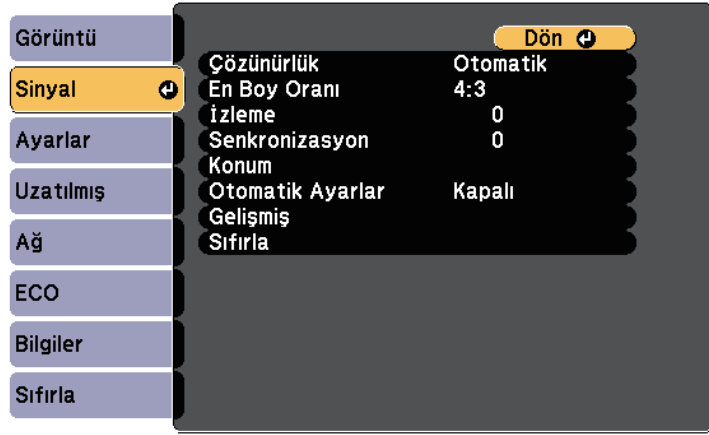 Görüntü
Sinyal
Ayarlar
Uzatılmış
Ağ
ECO
Bilgiler
Sıfırla
Dön
Çözünürlük Otomatik
En Boy Oranı 4:3
İzleme 0
Senkronizasyon 0
Konum
Otomatik Ayarlar Kapalı
Gelişmiş
Sıfırla